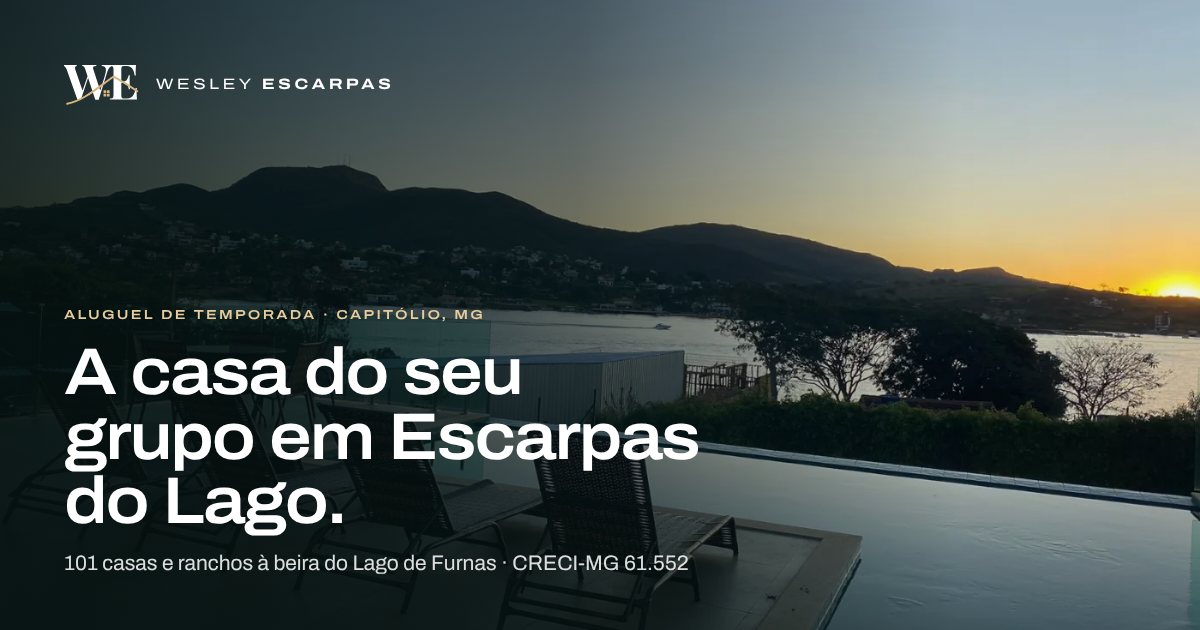 WE WESLEY ESCARPAS
ALUGUEL DE TEMPORADA · CAPITÓLIO, MG
A casa do seu
grupo em Escarpas
do Lago.
101 casas e ranchos à beira do Lago de Furnas · CRECI-MG 61.552